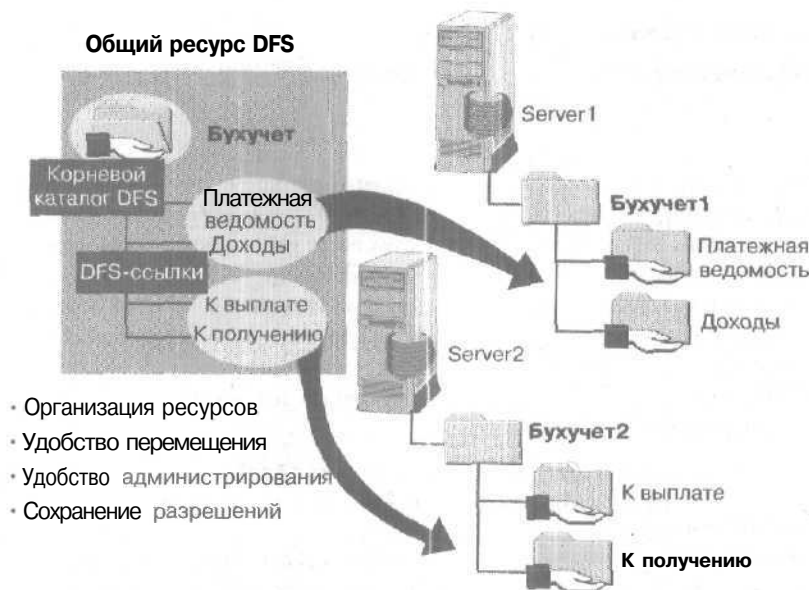 Общий ресурс DFS
Бухучет
Корневой
каталог DFS
Платежная
ведомость
Доходы
DFS-ссылки
К выплате
К получению
Server1
Бухучет1
Платежная
ведомость
Доходы
Server2
Бухучет2
К выплате
К получению
• Организация ресурсов
• Удобство перемещения
• Удобство администрирования
• Сохранение разрешений